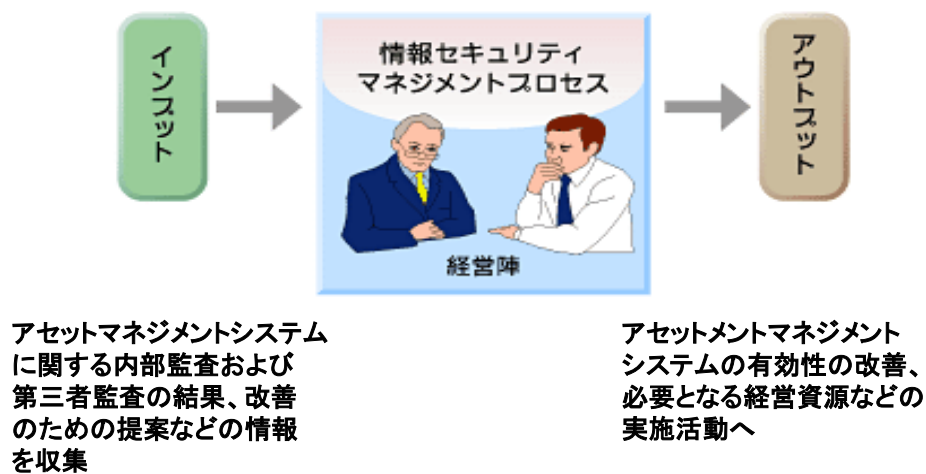 インプット
情報セキュリティ
マネジメントプロセス
経営陣
アウトプット
アセットマネジメントシステム
に関する内部監査および
第三者監査の結果、改善
のための提案などの情報
を収集
アセットメントマネジメント
システムの有効性の改善、
必要となる経営資源などの
実施活動へ